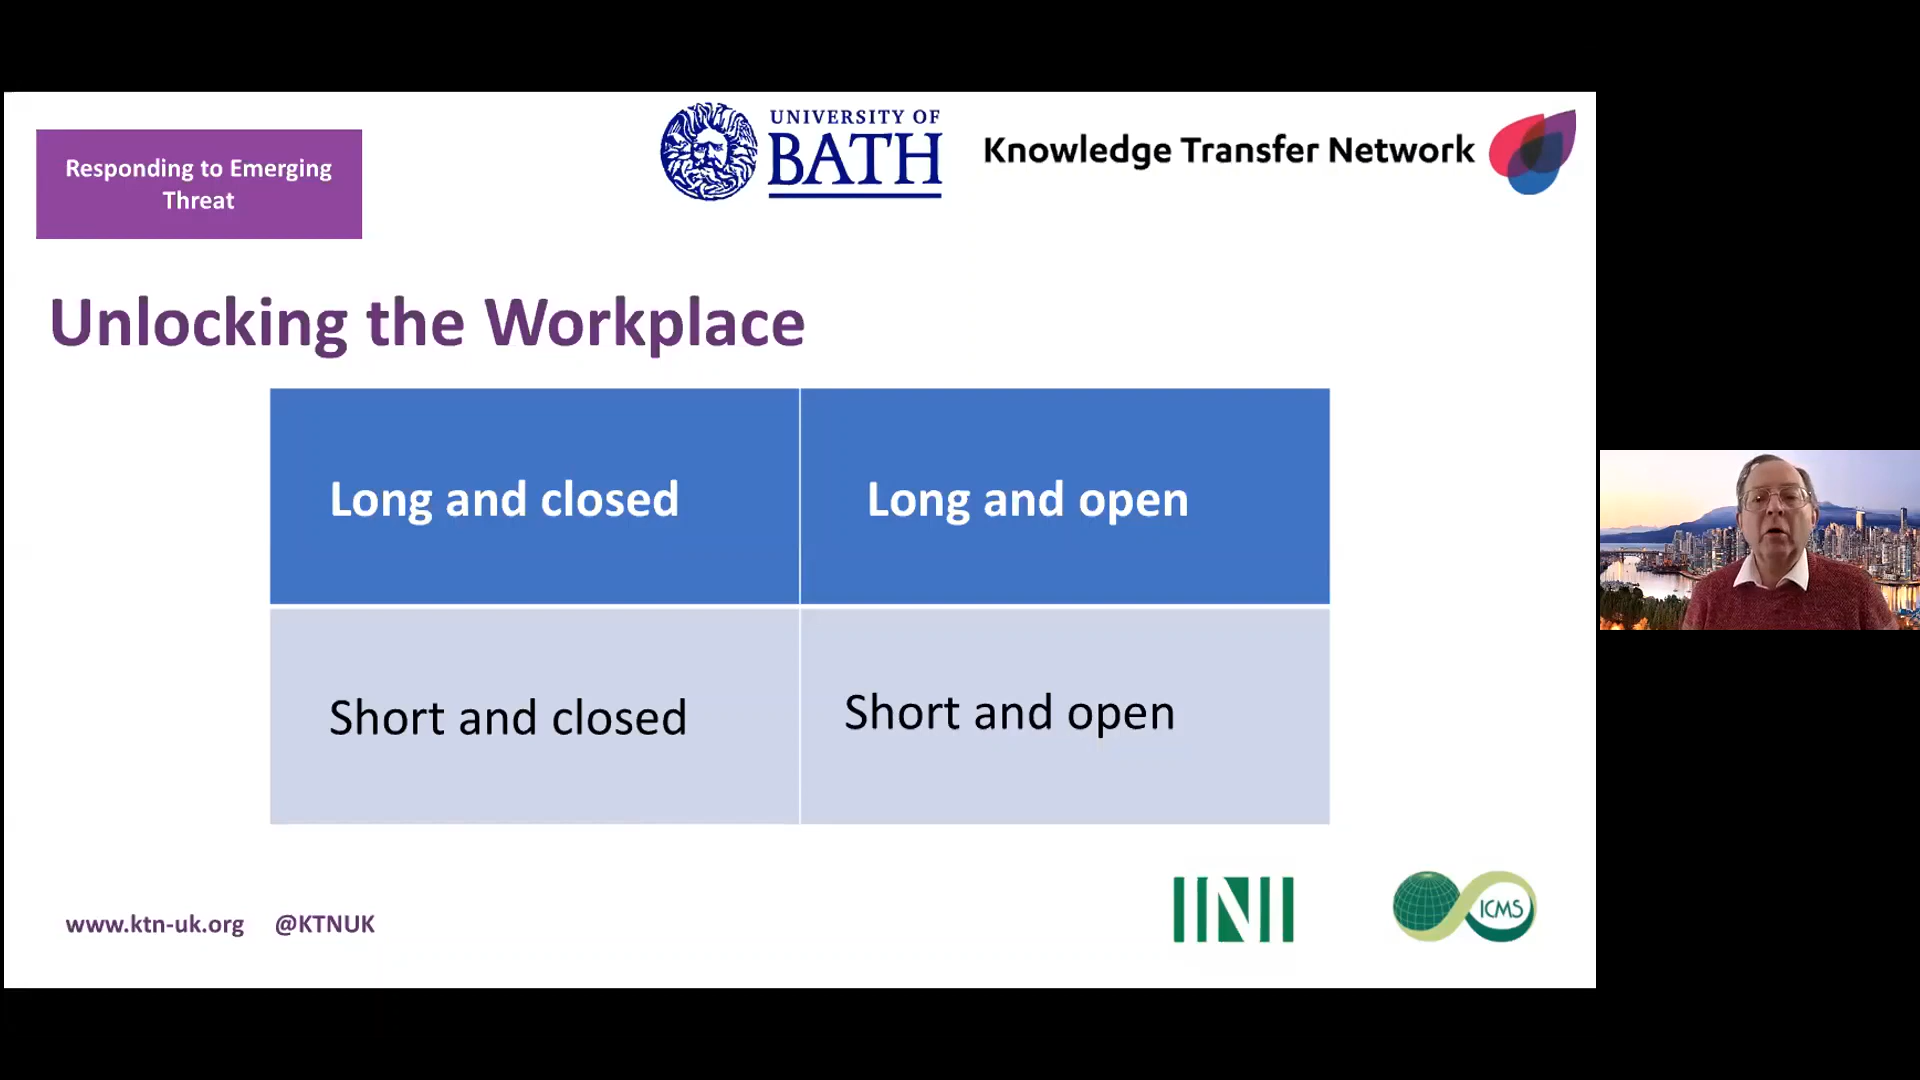 Responding to Emerging
Threat
UNIVERSITY OF
BATH
Knowledge Transfer Network
Unlocking the Workplace
Long and closed
Long and open
Short and closed
Short and open
www.ktn-uk.org @KTNUK
INI
ICMS